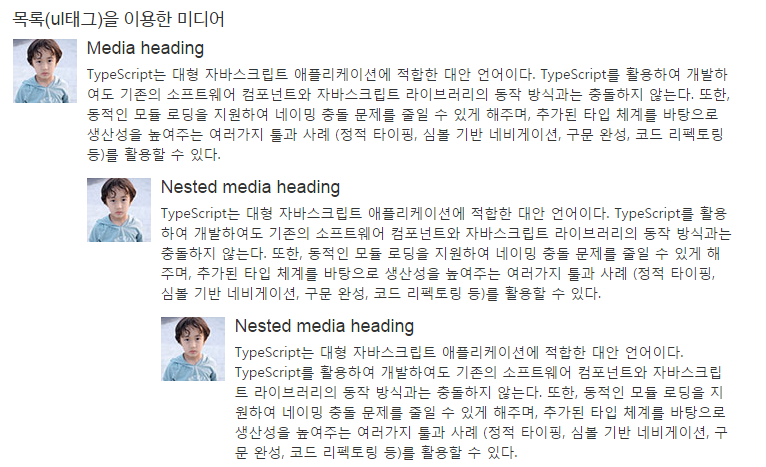 목록(ul태그)을 이용한 미디어
Media heading
TypeScript는 대형 자바스크립트 애플리케이션에 적합한 대안 언어이다. TypeScript를 활용하여 개발하
여도 기존의 소프트웨어 컴포넌트와 자바스크립트 라이브러리의 동작 방식과는 충돌하지 않는다. 또한,
동적인 모듈 로딩을 지원하여 네이밍 충돌 문제를 줄일 수 있게 해주며, 추가된 타입 체계를 바탕으로
생산성을 높여주는 여러가지 툴과 사례 (정적 타이핑, 심볼 기반 네비게이션, 구문 완성, 코드 리펙토링
등)를 활용할 수 있다.
Nested media heading
TypeScript는 대형 자바스크립트 애플리케이션에 적합한 대안 언어이다. TypeScript를 활용
하여 개발하여도 기존의 소프트웨어 컴포넌트와 자바스크립트 라이브러리의 동작 방식과는
충돌하지 않는다. 또한, 동적인 모듈 로딩을 지원하여 네이밍 충돌 문제를 줄일 수 있게 해
주며, 추가된 타입 체계를 바탕으로 생산성을 높여주는 여러가지 툴과 사례 (정적 타이핑,
심볼 기반 네비게이션, 구문 완성, 코드 리펙토링 등)를 활용할 수 있다.
Nested media heading
TypeScript는 대형 자바스크립트 애플리케이션에 적합한 대안 언어이다.
TypeScript를 활용하여 개발하여도 기존의 소프트웨어 컴포넌트와 자바스크립
트 라이브러리의 동작 방식과는 충돌하지 않는다. 또한, 동적인 모듈 로딩을 지
원하여 네이밍 충돌 문제를 줄일 수 있게 해주며, 추가된 타입 체계를 바탕으로
생산성을 높여주는 여러가지 툴과 사례 (정적 타이핑, 심볼 기반 네비게이션, 구
문 완성, 코드 리펙토링 등)를 활용할 수 있다.